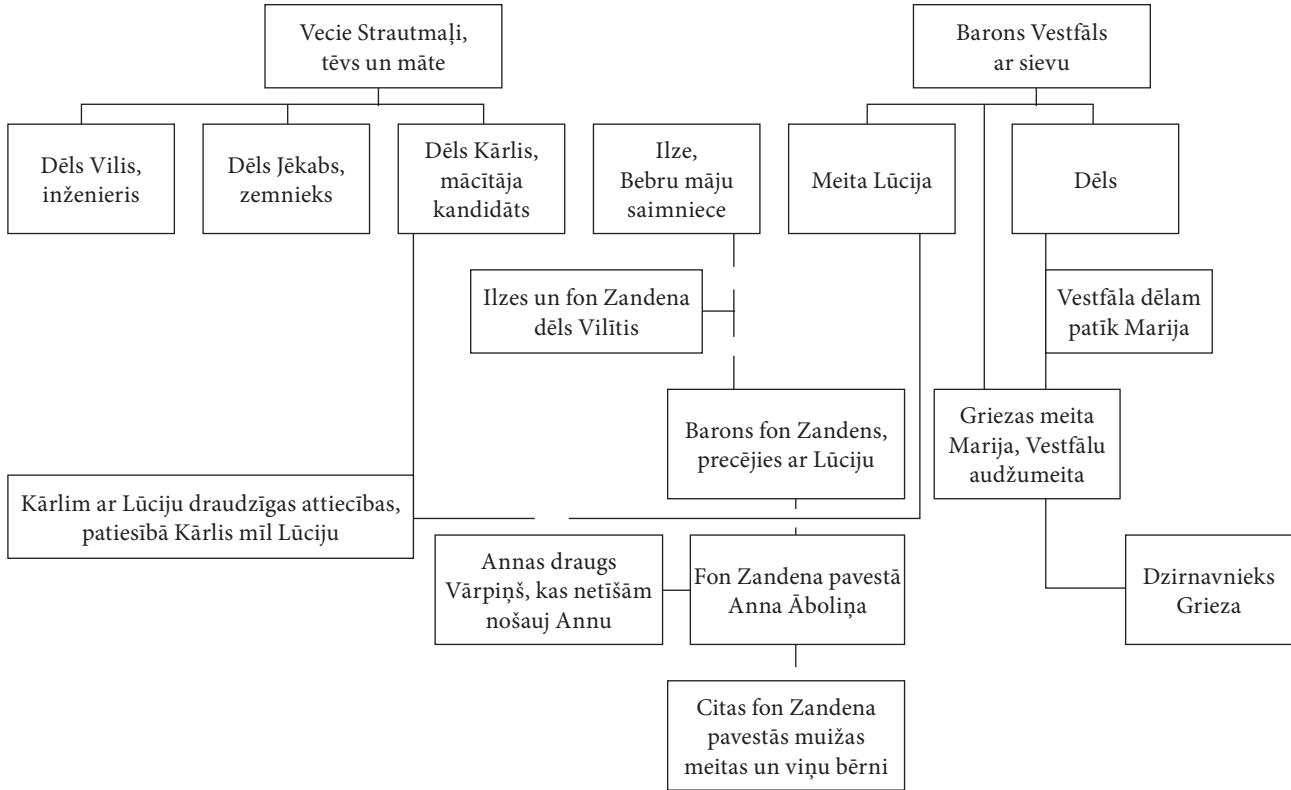 Vecie Strautmaļi,
tēvs un māte
Barons Vestfāls
ar sievu
Dēls Vilis,
inženieris
Dēls Jēkabs,
zemnieks
Dēls Kārlis,
mācītāja
kandidāts
Ilze,
Bebru māju
saimniece
Meita Lūcija
Dēls
Ilzes un fon Zandena
dēls Vilītis
Vestfāla dēlam
patīk Marija
Barons fon Zandens,
precējies ar Lūciju
Griezas meita
Marija, Vestfālu
audžumeita
Kārlim ar Lūciju draudzīgas attiecības,
patiesībā Kārlis mīl Lūciju
Annas draugs
Vārpiņš, kas netīšām
nošauj Annu
Fon Zandena pavestā
Anna Āboliņa
Dzirnavnieks
Grieza
Citas fon Zandena
pavestās muižas
meitas un viņu bērni